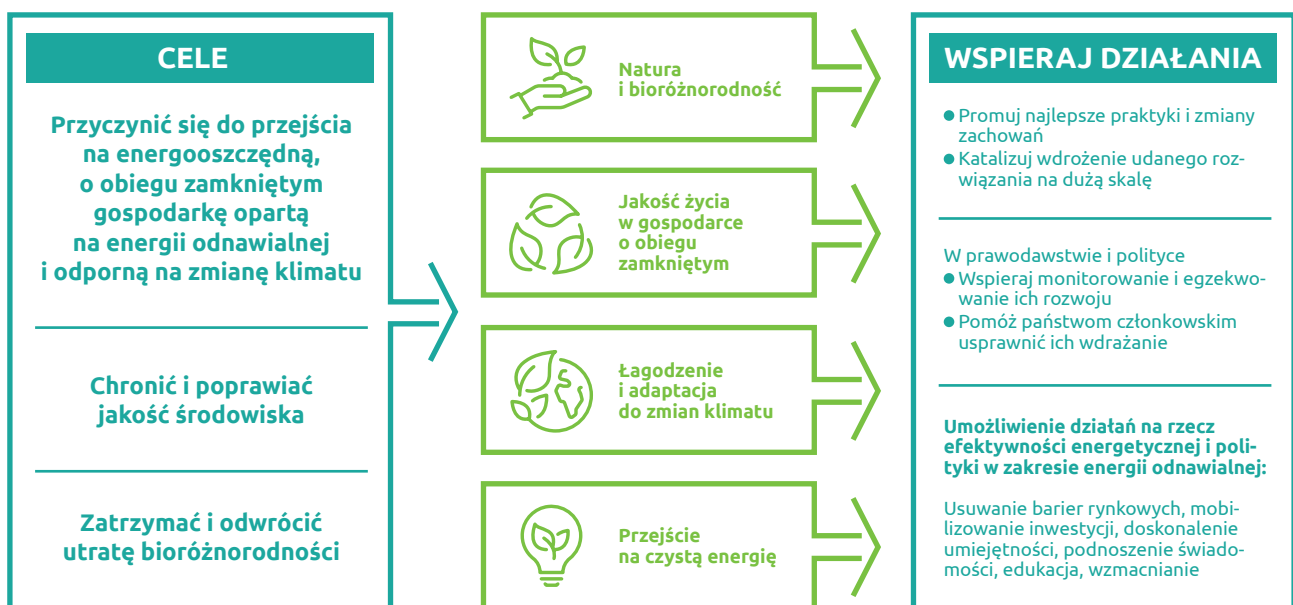 CELE
Przyczynić się do przejścia
na energooszczędną,
o obiegu zamkniętym
gospodarkę opartą
na energii odnawialnej
i odporną na zmianę klimatu
Chronić i poprawiać
jakość środowiska
Zatrzymać i odwrócić
utratę bioróżnorodności
Natura
i bioróżnorodność
Jakość życia
w gospodarce
o obiegu
zamkniętym
Łagodzenie
i adaptacja
do zmian klimatu
Przejście
na czystą energię
WSPIERAJ DZIAŁANIA
● Promuj najlepsze praktyki i zmiany
zachowań
● Katalizuj wdrożenie udanego roz-
wiązania na dużą skalę
W prawodawstwie i polityce
● Wspieraj monitorowanie i egzekwo-
wanie ich rozwoju
● Pomóż państwom członkowskim
usprawnić ich wdrażanie
Umożliwienie działań na rzecz
efektywności energetycznej i poli-
tyki w zakresie energii odnawialnej:
Usuwanie barier rynkowych, mobi-
lizowanie inwestycji, doskonalenie
umiejętności, podnoszenie świado-
mości, edukacja, wzmacnianie